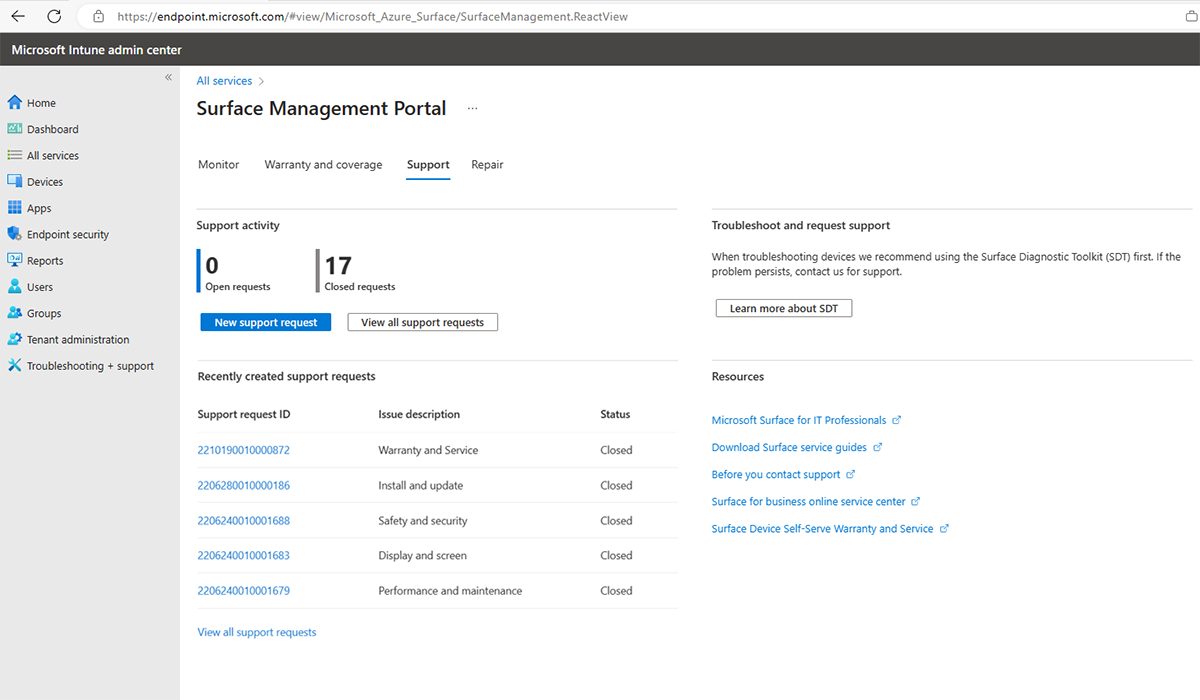 https://endpoint.microsoft.com/#view/Microsoft_Azure_Surface/SurfaceManagement.ReactView
Microsoft Intune admin center
«
Home
Dashboard
All services
Devices
Apps
Endpoint security
Reports
Users
Groups
Tenant administration
Troubleshooting + support
All services >
Surface Management Portal ...
Monitor Warranty and coverage Support Repair
Support activity
0
Open requests
17
Closed requests
New support request View all support requests
Troubleshoot and request support
When troubleshooting devices we recommend using the Surface Diagnostic Toolkit (SDT) first. If the
problem persists, contact us for support.
Learn more about SDT
Recently created support requests
Support request ID Issue description Status
2210190010000872 Warranty and Service Closed
2206280010000186 Install and update Closed
2206240010001688 Safety and security Closed
2206240010001683 Display and screen Closed
2206240010001679 Performance and maintenance Closed
View all support requests
Resources
Microsoft Surface for IT Professionals
Download Surface service guides
Before you contact support
Surface for business online service center
Surface Device Self-Serve Warranty and Service